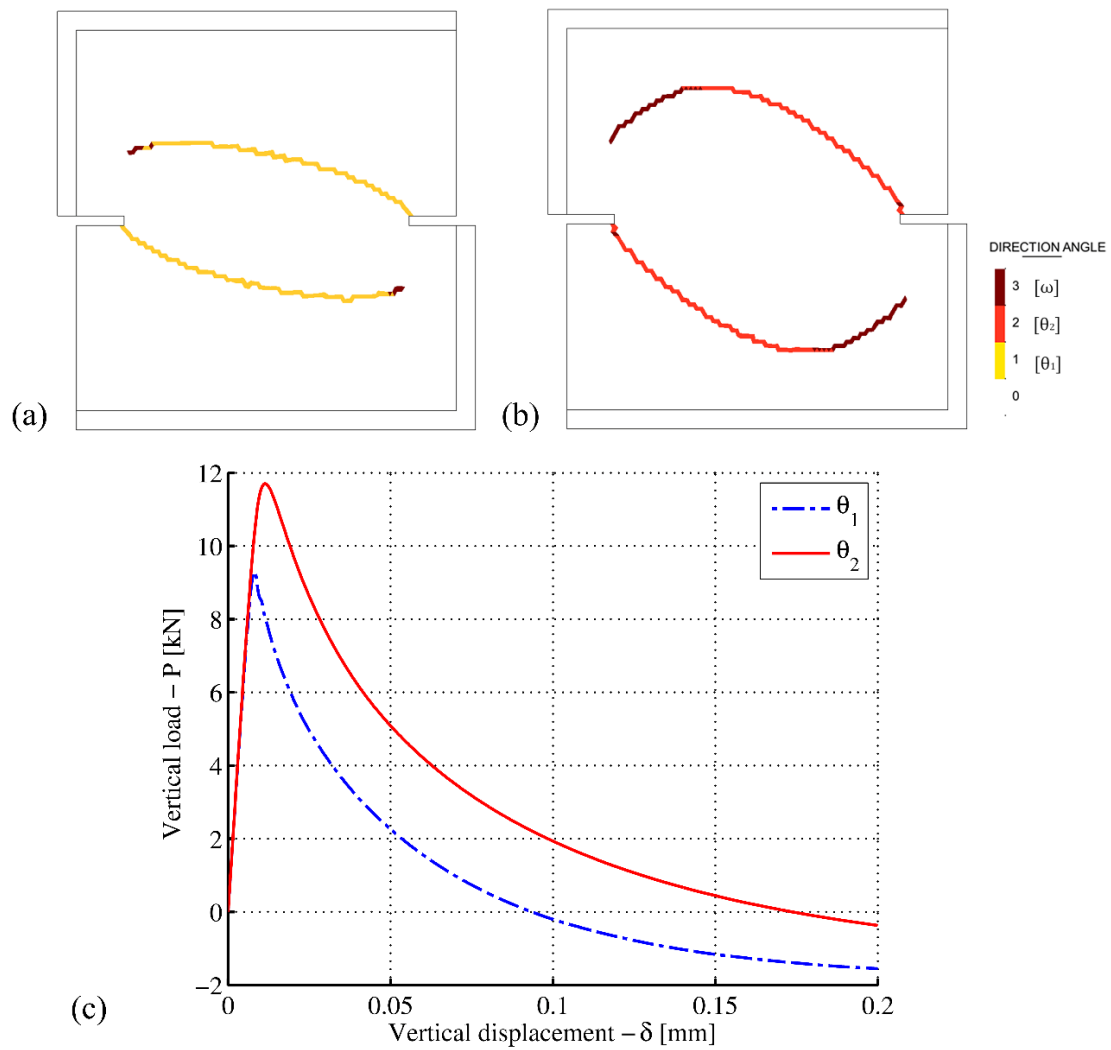 DIRECTION ANGLE
3 [ω]
2 [θ2]
1 [θ1]
0
(a)
(b)
12
10
8
6
4
2
0
−2
Vertical load − P [kN]
θ1
θ2
0 0.05 0.1 0.15 0.2
Vertical displacement − δ [mm]
(c)